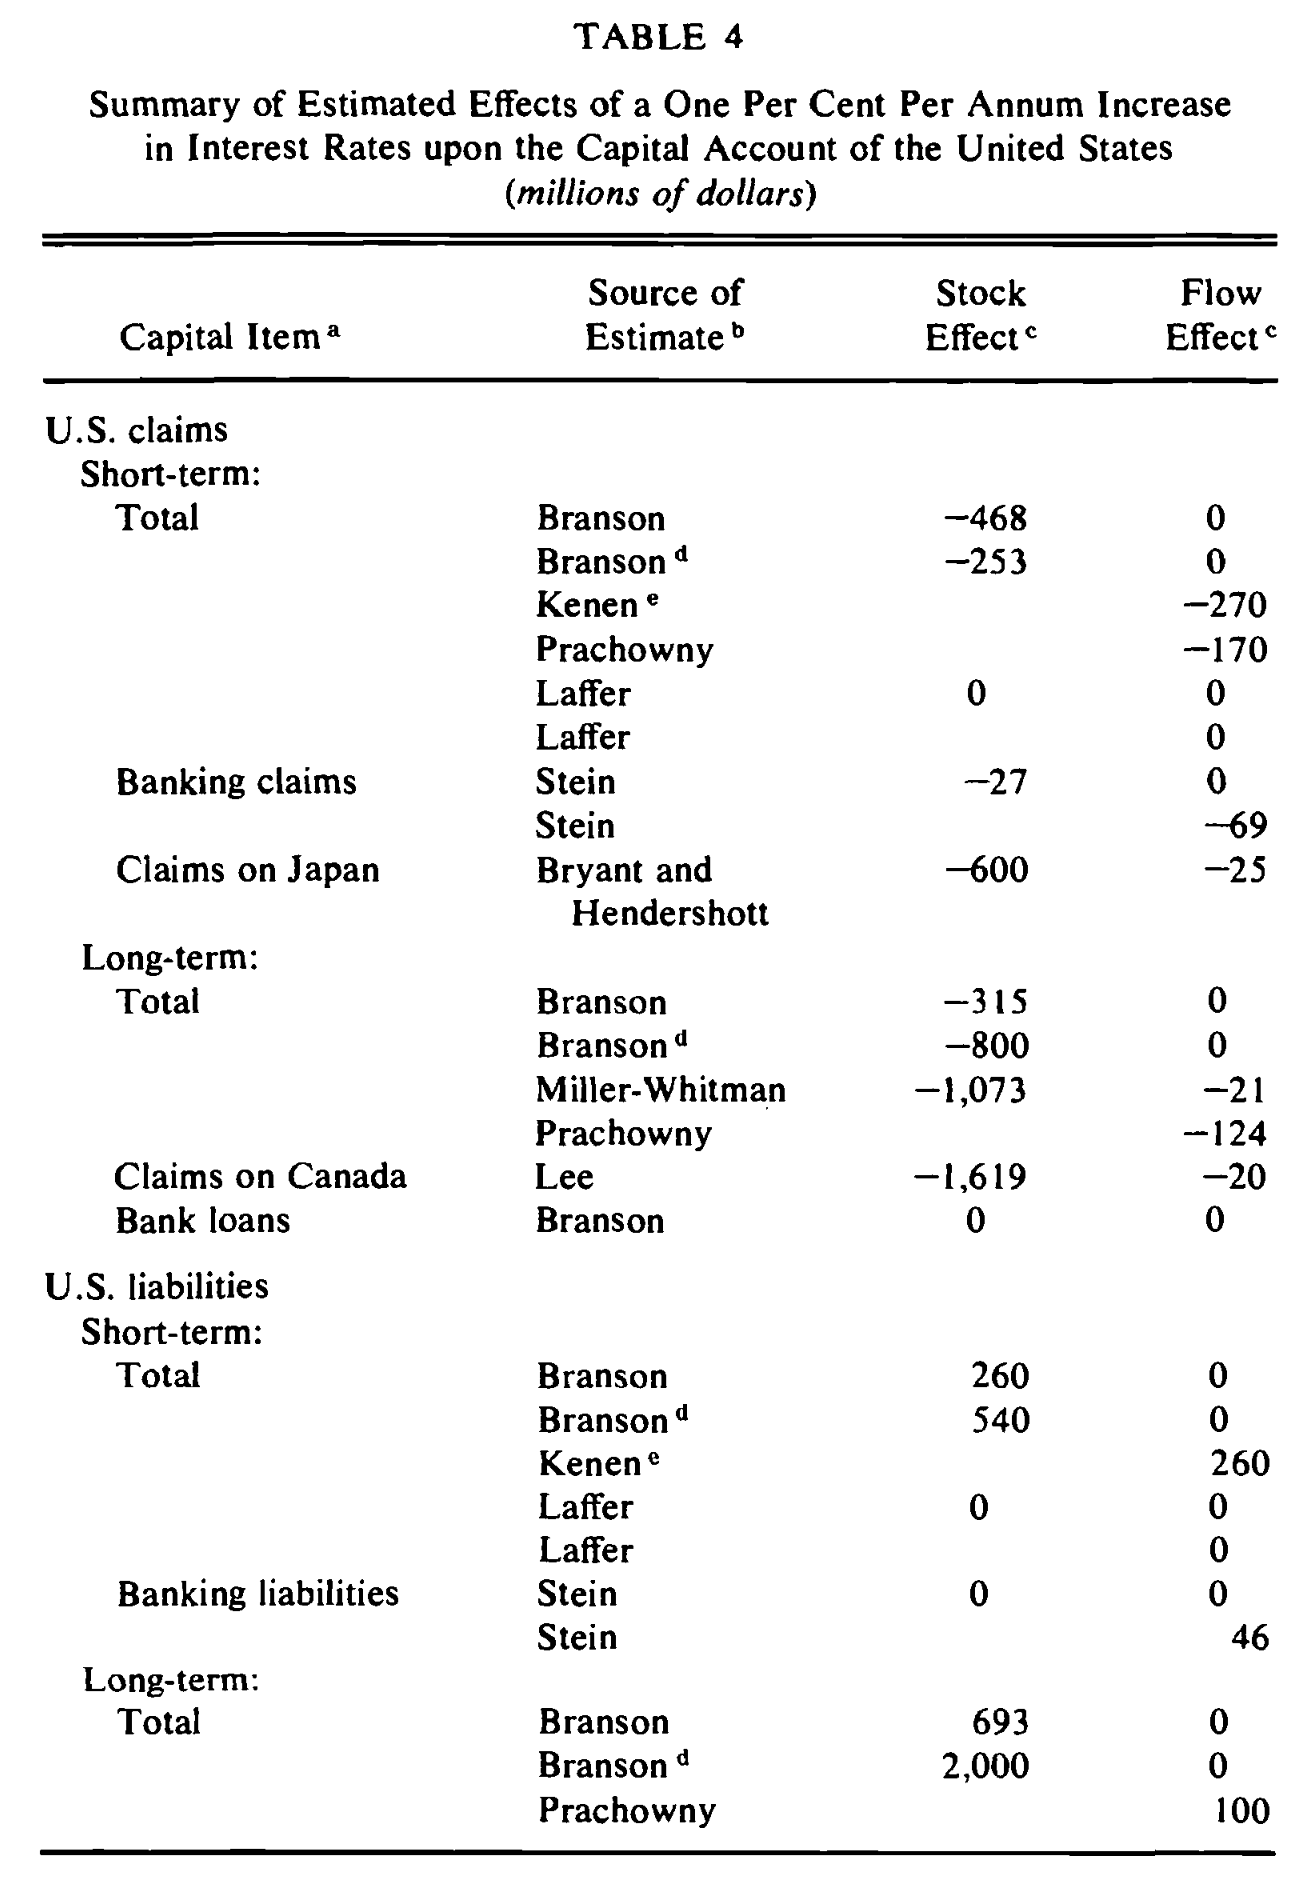 TABLE 4
Summary of Estimated Effects of a One Per Cent Per Annum Increase
in Interest Rates upon the Capital Account of the United States
(millions of dollars)
Source of Stock Flow
Capital Item a Estimate b Effect c Effect c
U.S. claims
Short-term:
Total Branson −468 0
Branson d −253 0
Kenen e −270
Prachowny −170
Laffer 0 0
Laffer 0
Banking claims Stein −27 0
Stein −69
Claims on Japan Bryant and −600 −25
Hendershott
Long-term:
Total Branson −315 0
Branson d −800 0
Miller-Whitman −1,073 −21
Prachowny −124
Claims on Canada Lee −1,619 −20
Bank loans Branson 0 0
U.S. liabilities
Short-term:
Total Branson 260 0
Branson d 540 0
Kenen e 260
Laffer 0 0
Laffer 0
Banking liabilities Stein 0 0
Stein 46
Long-term:
Total Branson 693 0
Branson d 2,000 0
Prachowny 100